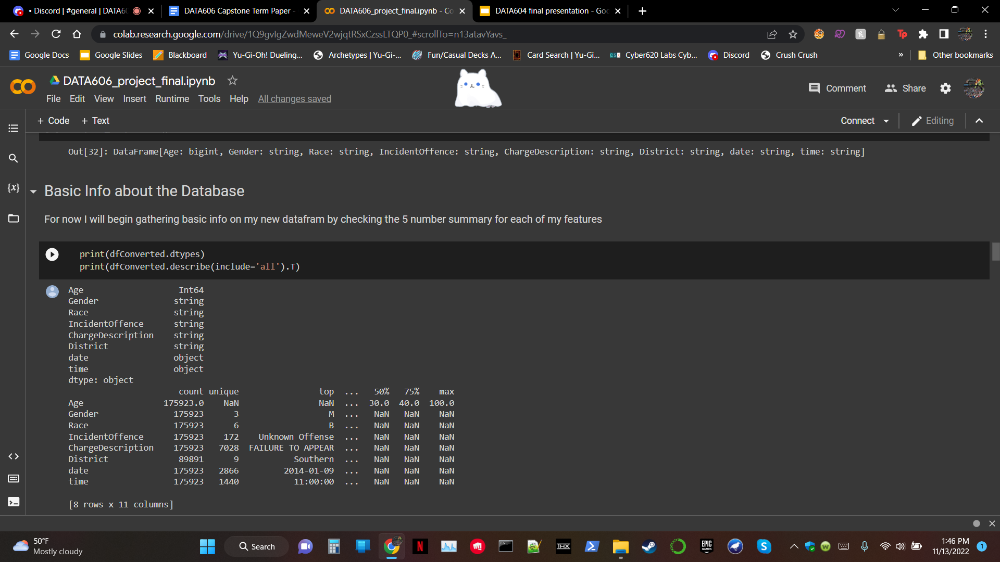 • Discord | #general | DATA60
DATA606 Capstone Term Paper -
DATA606_project_final.ipynb - Co
DATA604 final presentation - Goo
colab.research.google.com/drive/1Q9gvIgZwdMeweV2wjqtRSxCzssLTQP0_#scrollTo=n13atavYavs_
Google Docs
Google Slides
Blackboard
Yu-Gi-Oh! Dueling...
Archetypes | Yu-Gi-...
Fun/Casual Decks A...
Card Search | Yu-Gi...
Cyber620 Labs Cyb...
Discord
Crush Crush
»
Other bookmarks
DATA606_project_final.ipynb
File Edit View Insert Runtime Tools Help All changes saved
Comment
Share
+ Code + Text
Connect
Editing
Out[32]: DataFrame[Age: bigint, Gender: string, Race: string, IncidentOffence: string, ChargeDescription: string, District: string, date: string, time: string]
{x}
Basic Info about the Database
For now I will begin gathering basic info on my new datafram by checking the 5 number summary for each of my features
print(dfConverted.dtypes)
print(dfConverted.describe(include='all').T)
Age Int64
Gender string
Race string
IncidentOffence string
ChargeDescription string
District string
date object
time object
dtype: object
count unique top ... 50% 75% max
Age 175923.0 NaN NaN ... 30.0 40.0 100.0
Gender 175923 3 M ... NaN NaN NaN
Race 175923 6 B ... NaN NaN NaN
IncidentOffence 175923 172 Unknown Offense ... NaN NaN NaN
ChargeDescription 175923 7028 FAILURE TO APPEAR ... NaN NaN NaN
District 89891 9 Southern ... NaN NaN NaN
date 175923 2866 2014-01-09 ... NaN NaN NaN
time 175923 1440 11:00:00 ... NaN NaN NaN
[8 rows x 11 columns]
50°F
Mostly cloudy
Search
THX
EPIC GAMES
1:46 PM
11/13/2022
1